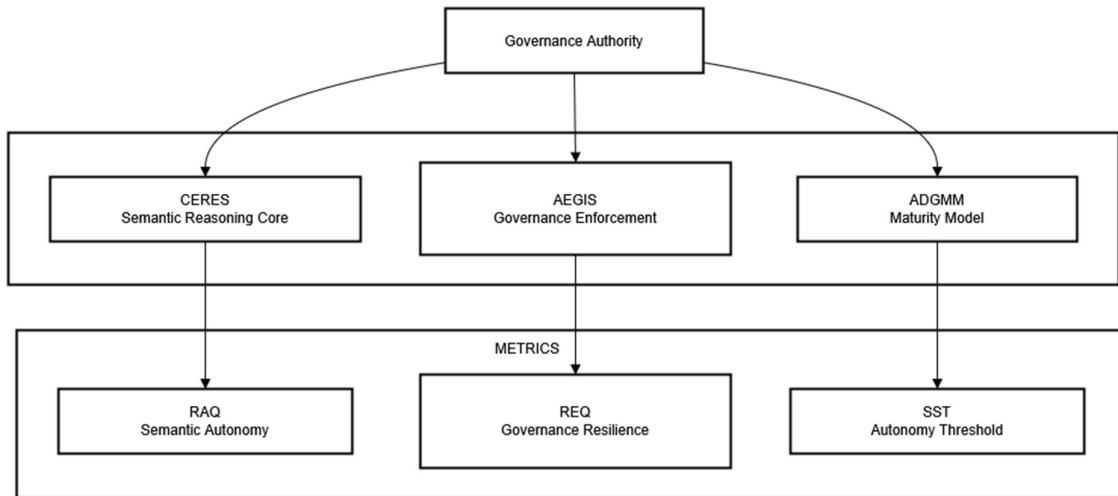 Governance Authority
CERES
Semantic Reasoning Core
AEGIS
Governance Enforcement
ADGMM
Maturity Model
METRICS
RAQ
Semantic Autonomy
REQ
Governance Resilience
SST
Autonomy Threshold